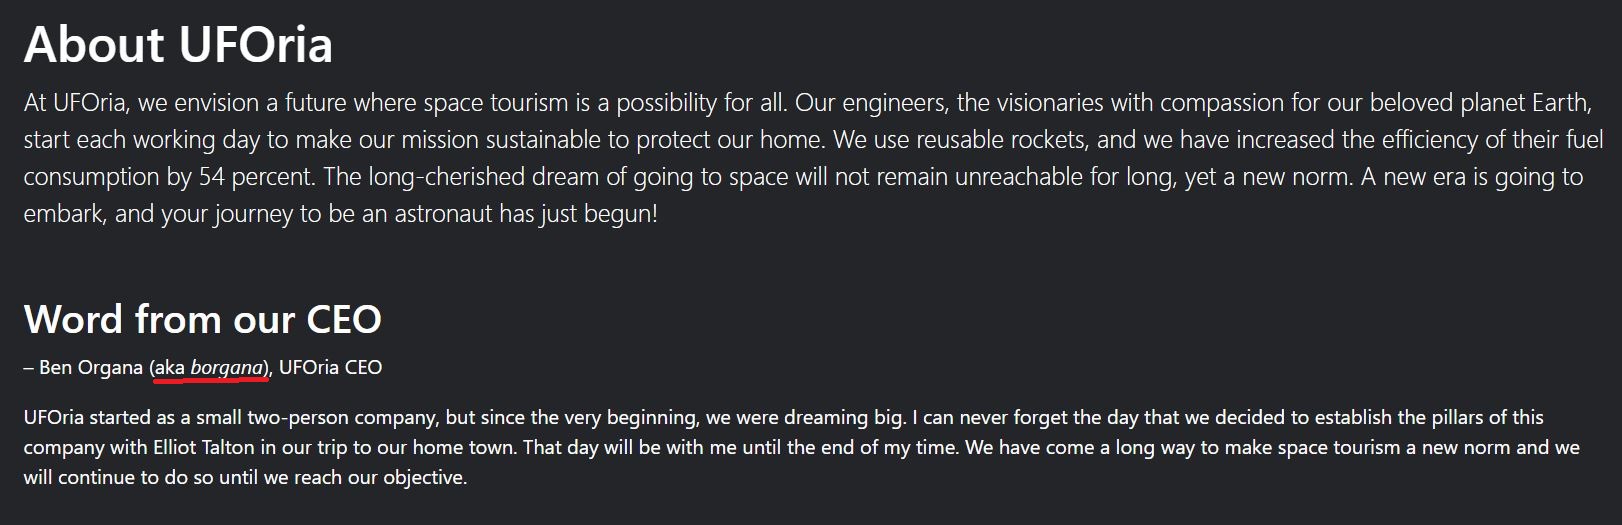 About UFOria
At UFOria, we envision a future where space tourism is a possibility for all. Our engineers, the visionaries with compassion for our beloved planet Earth,
start each working day to make our mission sustainable to protect our home. We use reusable rockets, and we have increased the efficiency of their fuel
consumption by 54 percent. The long-cherished dream of going to space will not remain unreachable for long, yet a new norm. A new era is going to
embark, and your journey to be an astronaut has just begun!
Word from our CEO
– Ben Organa (aka borgana), UFOria CEO
UFOria started as a small two-person company, but since the very beginning, we were dreaming big. I can never forget the day that we decided to establish the pillars of this
company with Elliot Talton in our trip to our home town. That day will be with me until the end of my time. We have come a long way to make space tourism a new norm and we
will continue to do so until we reach our objective.